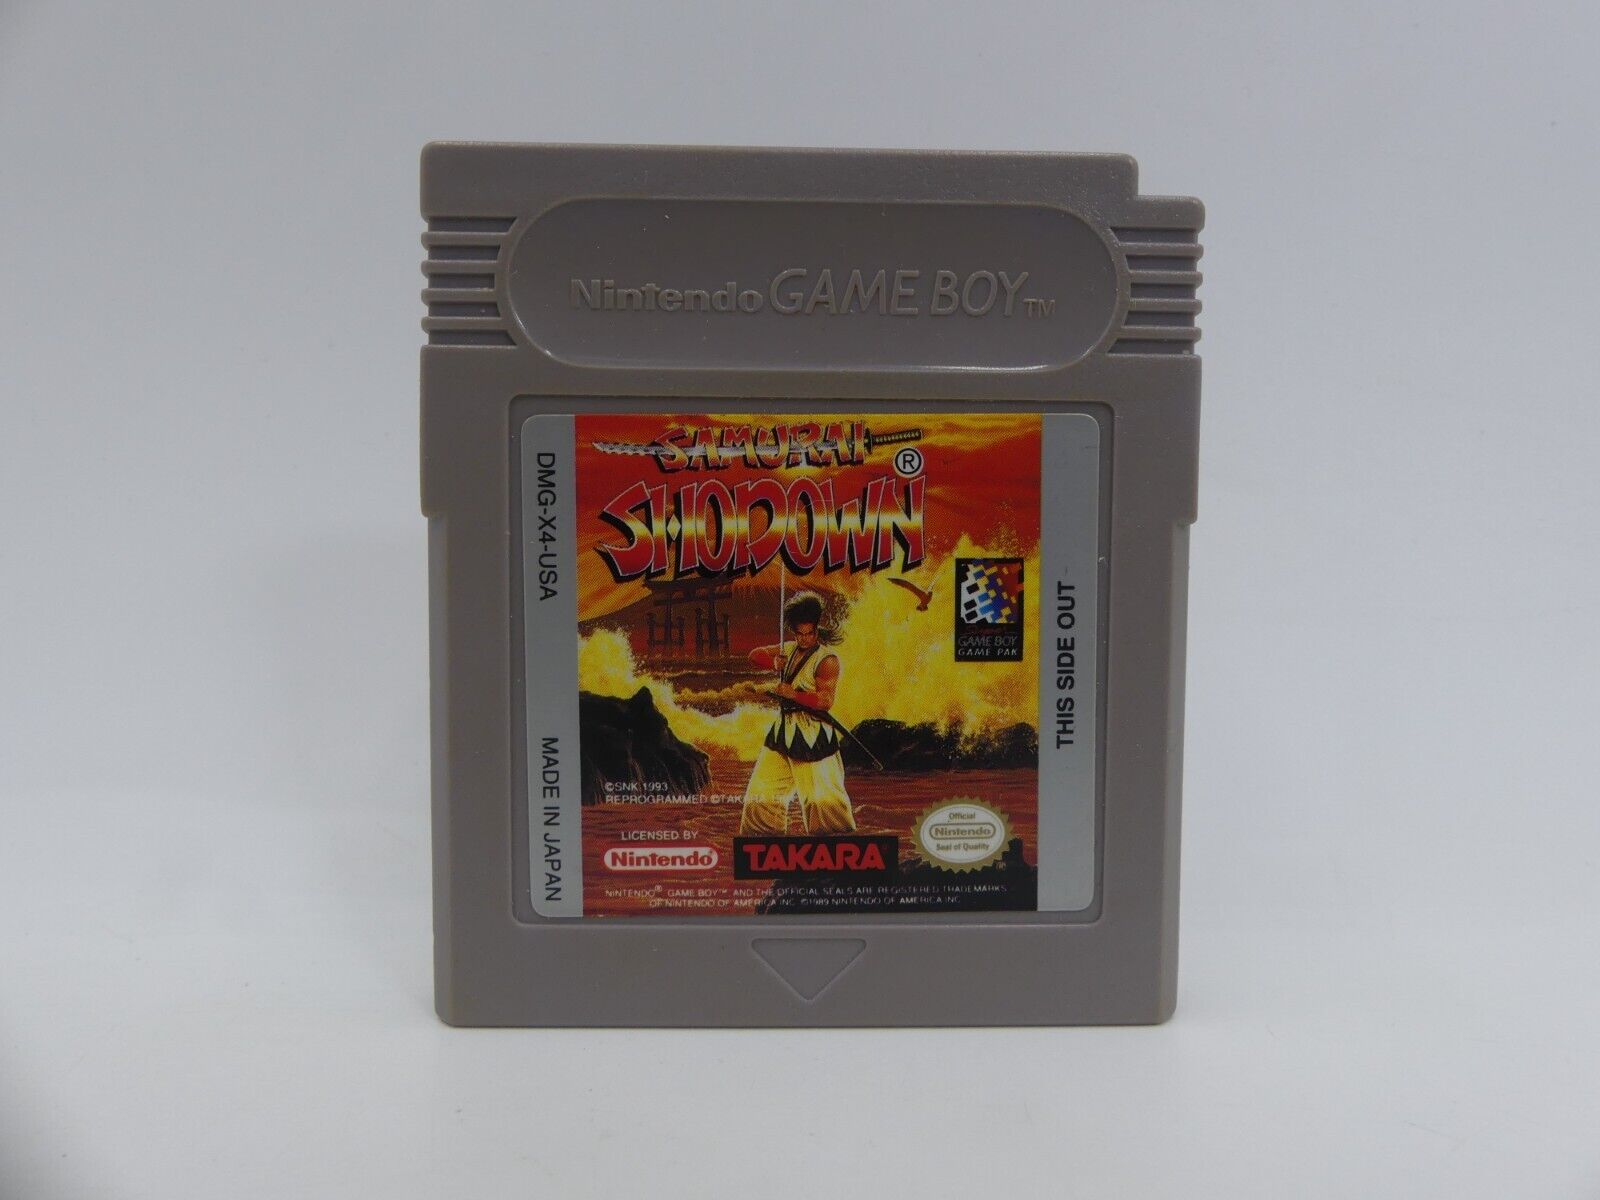 Nintendo GAME BOY TM
SAMURAI
SHODOWN ®
DMG-X4-USA
MADE IN JAPAN
Super
GAME BOY
GAME PAK
THIS SIDE OUT
©SNK 1993
REPROGRAMMED ©TAKARA
LICENSED BY
Nintendo
TAKARA
Official
Nintendo
Seal of Quality
NINTENDO® GAME BOY™ AND THE OFFICIAL SEALS ARE REGISTERED TRADEMARKS
OF NINTENDO OF AMERICA INC. ©1989 NINTENDO OF AMERICA INC.